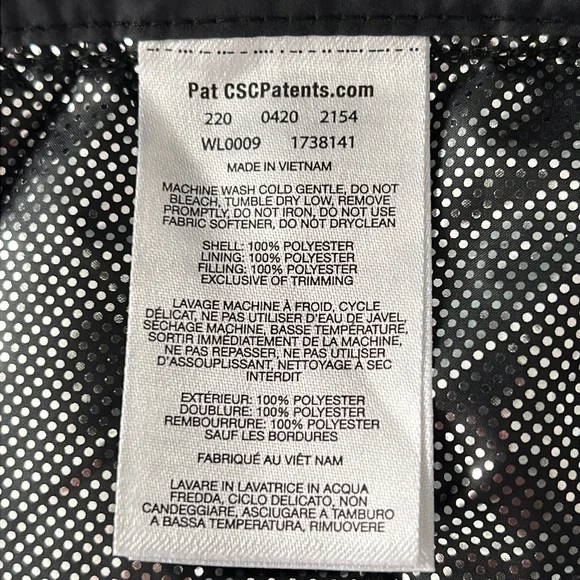 Pat CSCPatents.com
220 0420 2154
WL0009 1738141
MADE IN VIETNAM
MACHINE WASH COLD GENTLE, DO NOT
BLEACH, TUMBLE DRY LOW, REMOVE
PROMPTLY, DO NOT IRON, DO NOT USE
FABRIC SOFTENER, DO NOT DRYCLEAN
SHELL: 100% POLYESTER
LINING: 100% POLYESTER
FILLING: 100% POLYESTER
EXCLUSIVE OF TRIMMING
LAVAGE MACHINE À FROID, CYCLE
DÉLICAT, NE PAS UTILISER D'EAU DE JAVEL,
SÉCHAGE MACHINE, BASSE TEMPÉRATURE,
SORTIR IMMÉDIATEMENT DE LA MACHINE,
NE PAS REPASSER, NE PAS UTILISER
D'ASSOUPLISSANT, NETTOYAGE À SEC
INTERDIT
EXTÉRIEUR: 100% POLYESTER
DOUBLURE: 100% POLYESTER
REMBOURRURE: 100% POLYESTER
SAUF LES BORDURES
FABRIQUÉ AU VIÊT NAM
LAVARE IN LAVATRICE IN ACQUA
FREDDA, CICLO DELICATO, NON
CANDEGGIARE, ASCIUGARE A TAMBURO
A BASSA TEMPERATURA, RIMUOVERE